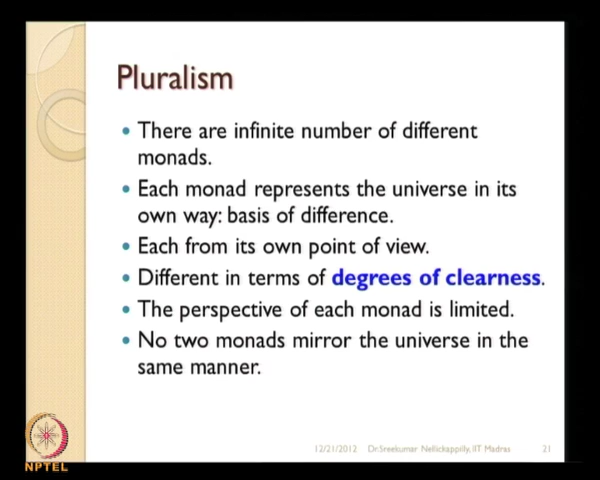 Pluralism
There are infinite number of different
monads.
Each monad represents the universe in its
own way: basis of difference.
Each from its own point of view.
Different in terms of degrees of clearness.
The perspective of each monad is limited.
No two monads mirror the universe in the
same manner.
12/21/2012 Dr.Sreekumar Nellickappilly, IIT Madras 21
NPTEL